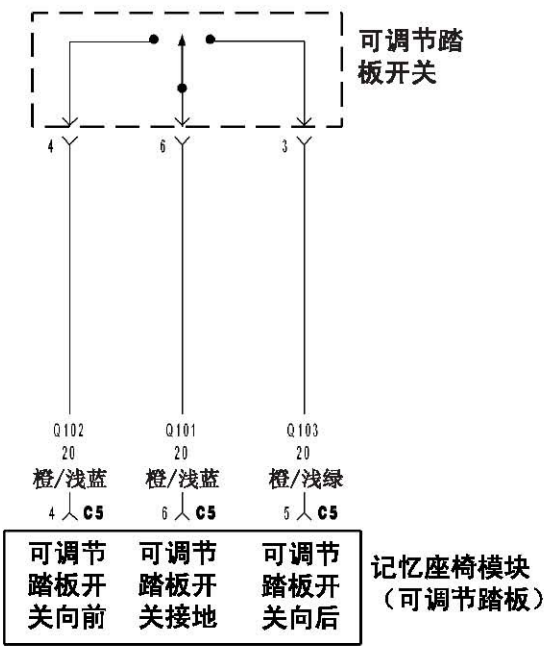 可调节踏
板开关
4 6 3
Q102 Q101 Q103
20 20 20
橙/浅蓝 橙/浅蓝 橙/浅绿
4 C5 6 C5 5 C5
可调节 可调节 可调节
踏板开 踏板开 踏板开
关向前 关接地 关向后
记忆座椅模块
（可调节踏板）